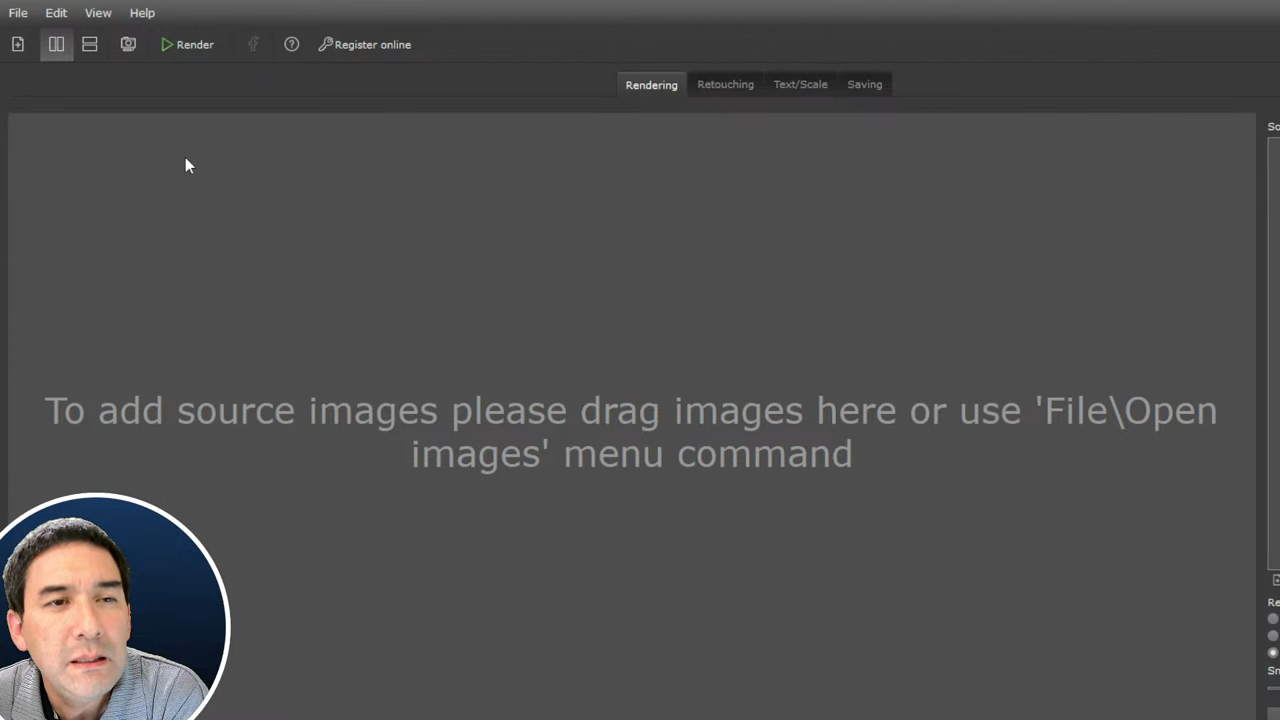 File Edit View Help
Render Register online
Rendering Retouching Text/Scale Saving
To add source images please drag images here or use 'File\Open
images' menu command